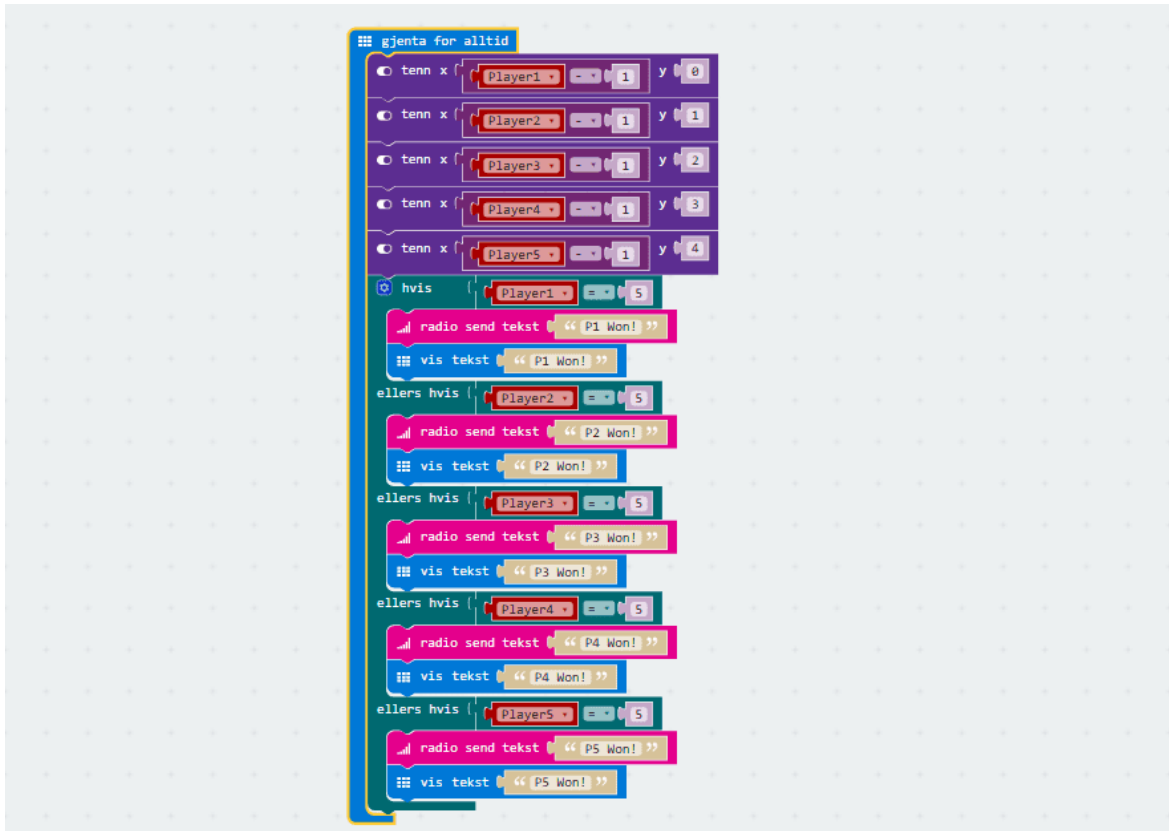 gjenta for alltid
tenn x Player1 - 1 y 0
tenn x Player2 - 1 y 1
tenn x Player3 - 1 y 2
tenn x Player4 - 1 y 3
tenn x Player5 - 1 y 4
hvis Player1 = 5
radio send tekst “ P1 Won! ”
vis tekst “ P1 Won! ”
ellers hvis Player2 = 5
radio send tekst “ P2 Won! ”
vis tekst “ P2 Won! ”
ellers hvis Player3 = 5
radio send tekst “ P3 Won! ”
vis tekst “ P3 Won! ”
ellers hvis Player4 = 5
radio send tekst “ P4 Won! ”
vis tekst “ P4 Won! ”
ellers hvis Player5 = 5
radio send tekst “ P5 Won! ”
vis tekst “ P5 Won! ”